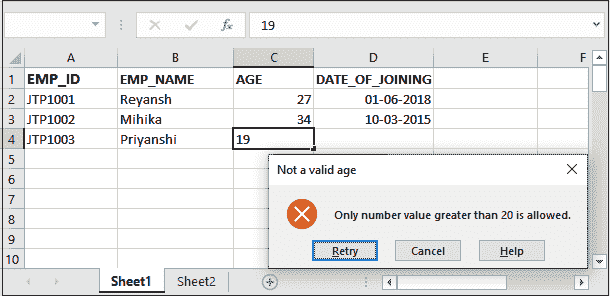 fx 19
A B C D E F
1 EMP_ID EMP_NAME AGE DATE_OF_JOINING
2 JTP1001 Reyansh 27 01-06-2018
3 JTP1002 Mihika 34 10-03-2015
4 JTP1003 Priyanshi 19
5
6 Not a valid age
7
8 Only number value greater than 20 is allowed.
9
10 Retry Cancel Help
Sheet1 Sheet2